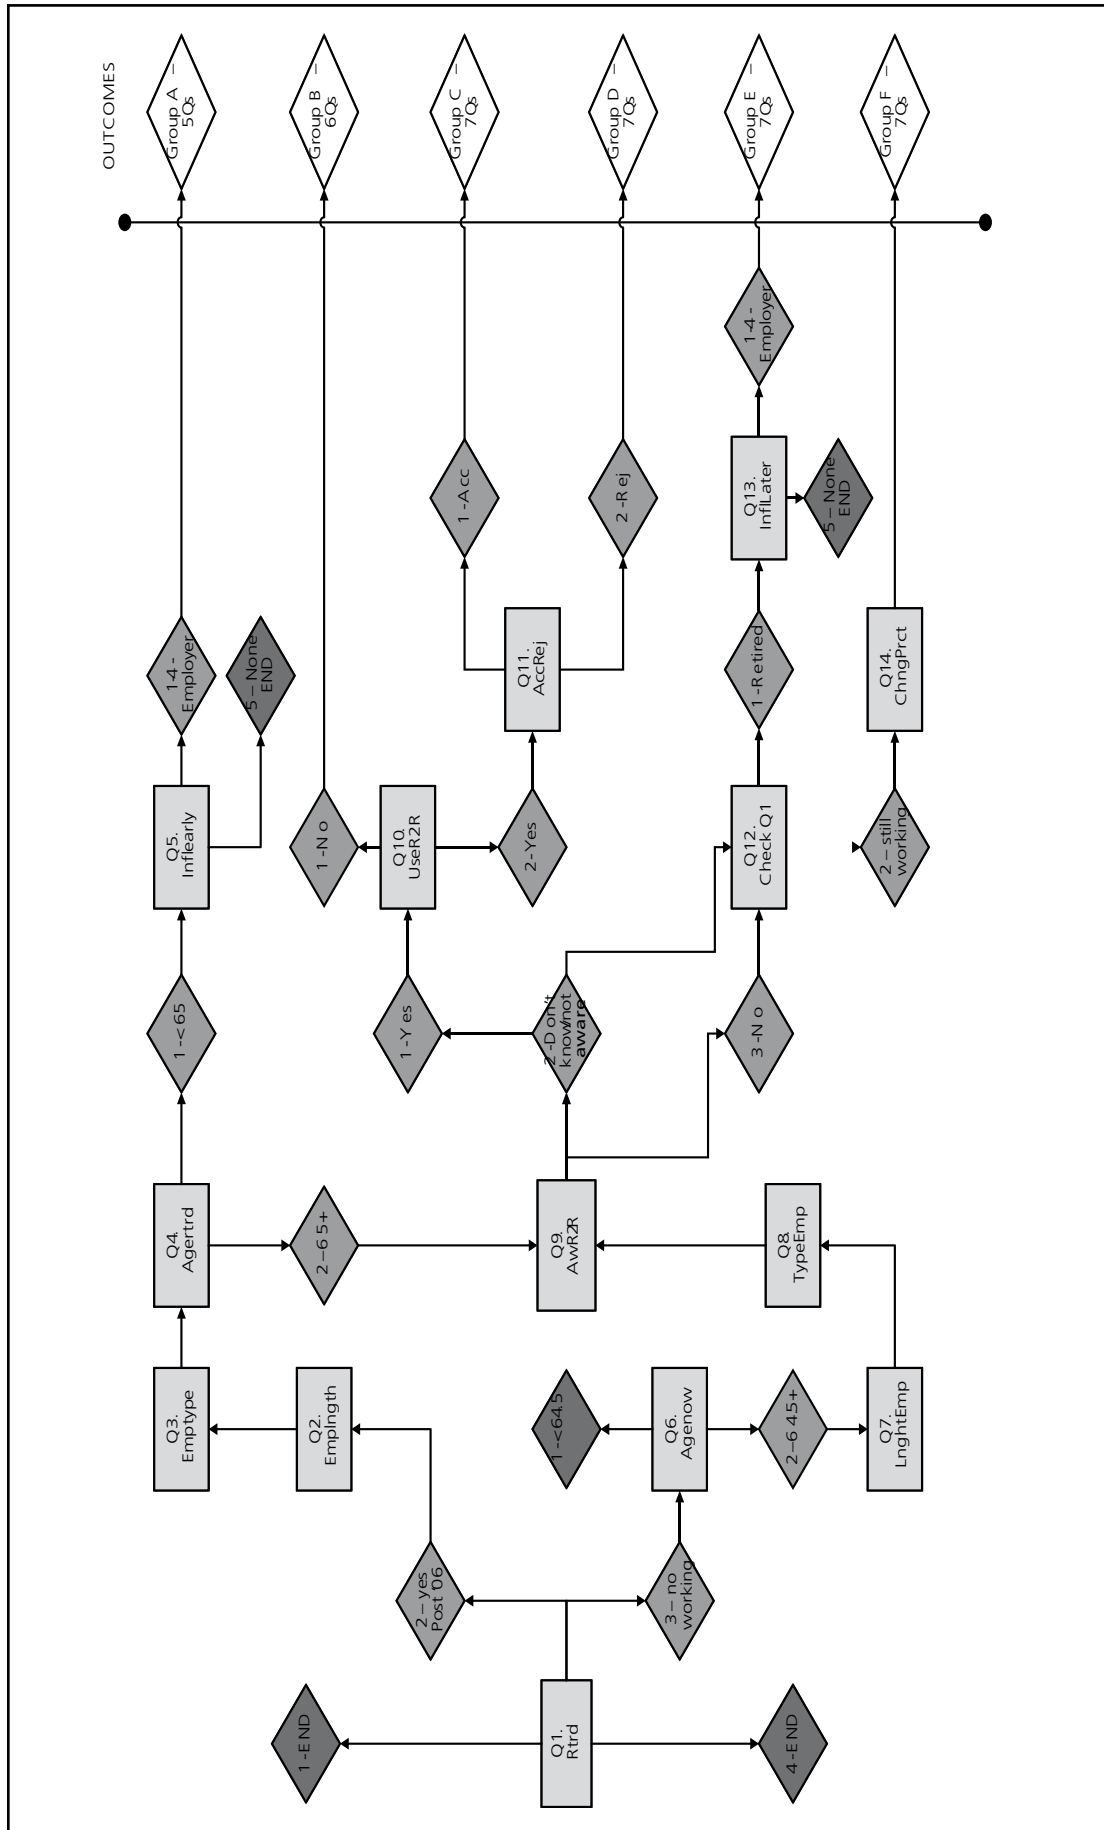 OUTCOMES
Group A –
5Qs
Group B –
6Qs
Group C –
7Qs
Group D –
7Qs
Group E –
7Qs
Group F –
7Qs
1-4 -
Employer
5 – None
END
1-Acc
2-Rej
1-4 -
Employer
Q13.
InflLater
5 – None
END
Q11.
AccRej
1-Retired
Q14.
ChngPrct
Q5.
Inflearly
1-No
Q10.
UseR2R
2-Yes
Q12.
Check Q1
2 – still
working
1-<65
1-Yes
2-Don't
know/not
aware
3-No
Q4.
Agertrd
2–65+
Q9.
AwR2R
Q8.
TypeEmp
Q3.
Emptype
Q2.
Emplngth
1-<64.5
Q6.
Agenow
2–645+
Q7.
LnghtEmp
2– yes
Post '06
3– no
working
1-END
Q1.
Rtrd
4-END